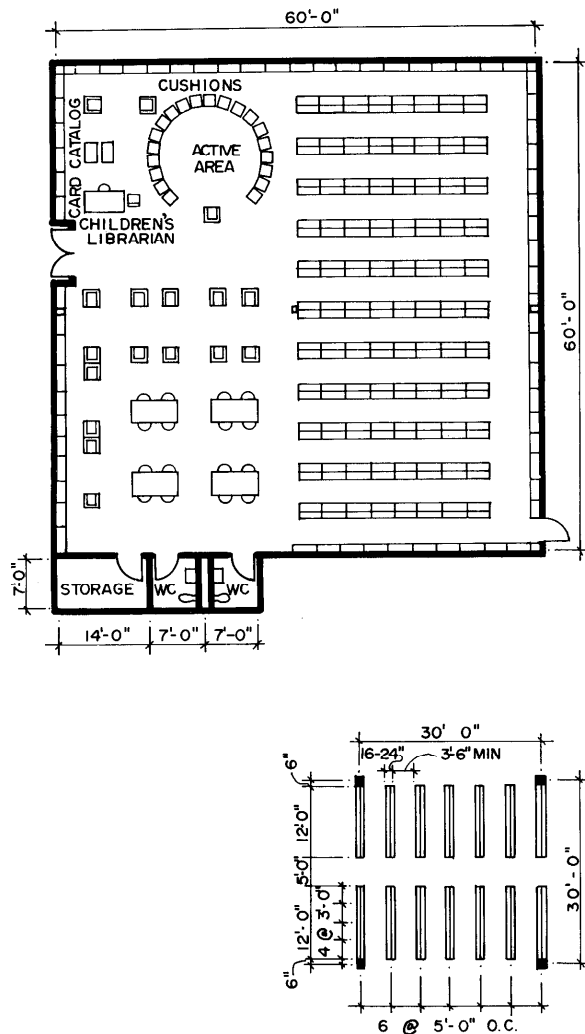 60'-0"
CUSHIONS
CARD CATALOG
ACTIVE
AREA
CHILDREN'S
LIBRARIAN
60'-0"
7'-0"
STORAGE
WC
WC
14'-0"
7'-0"
7'-0"
30' 0"
16-24"
3'-6" MIN
6"
12'-0"
5'-0"
12'-0"
4 @ 3'-0"
6"
30'-0"
6 @ 5'-0" O.C.